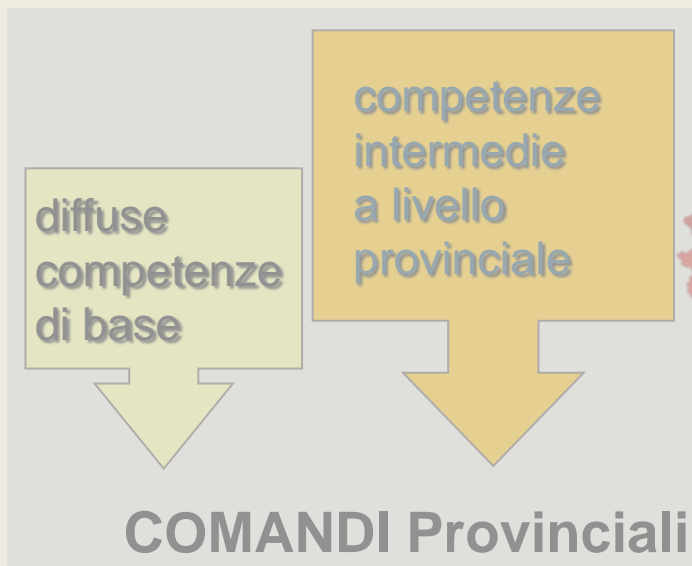 diffuse
competenze
di base
competenze
intermedie
a livello
provinciale
COMANDI Provinciali